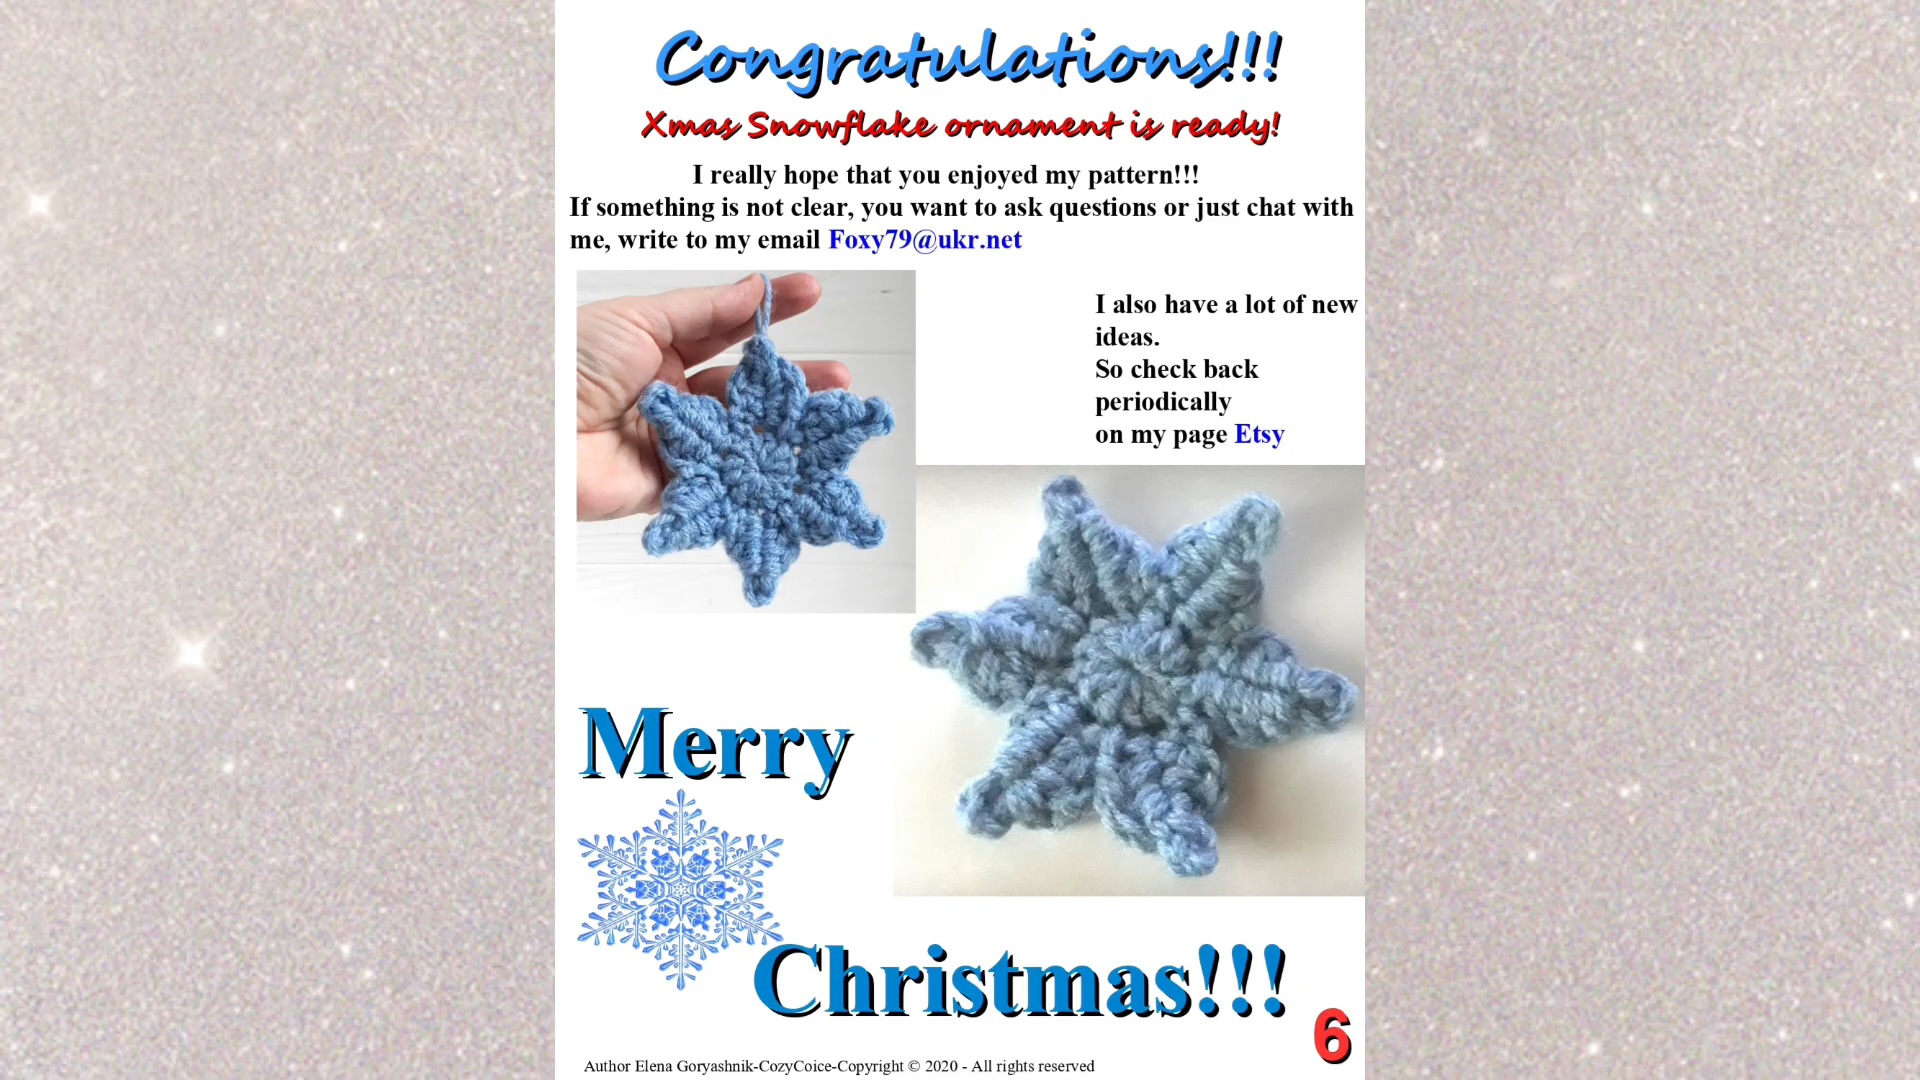 Congratulations!!!
Xmas Snowflake ornament is ready!
I really hope that you enjoyed my pattern!!!
If something is not clear, you want to ask questions or just chat with
me, write to my email Foxy79@ukr.net
I also have a lot of new
ideas.
So check back
periodically
on my page Etsy
Merry
Christmas!!!
6
Author Elena Goryashnik-CozyCoice-Copyright © 2020 - All rights reserved